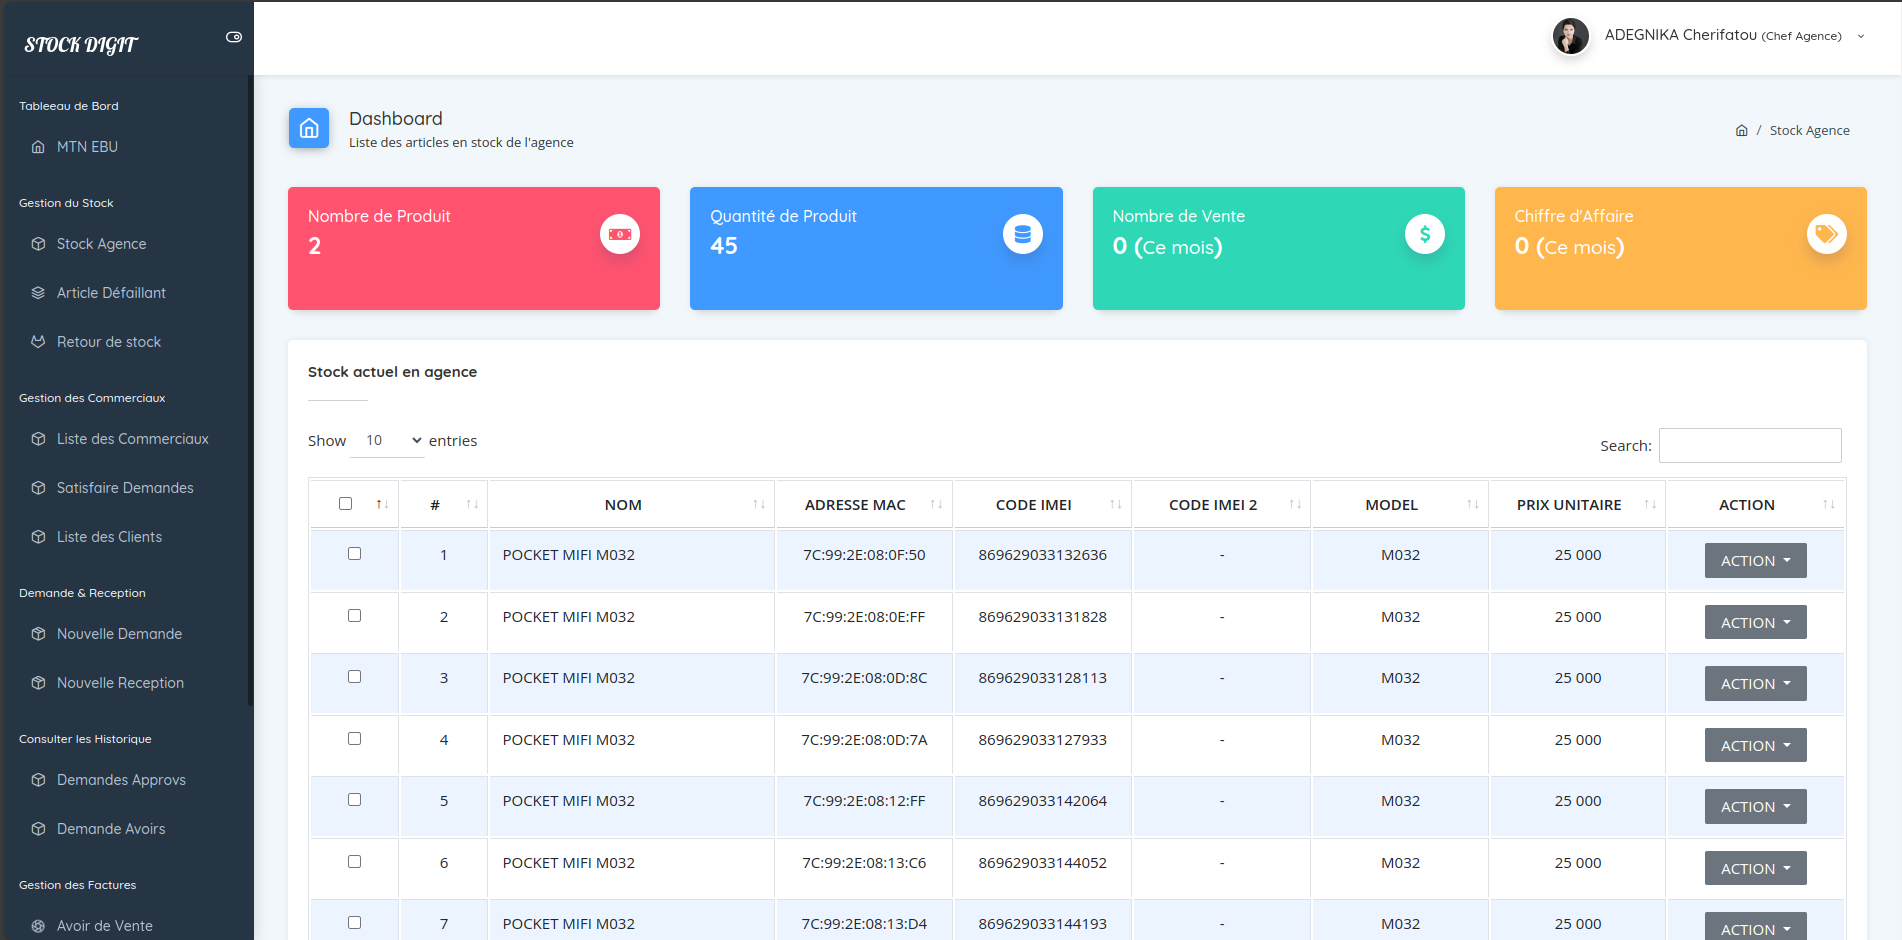 STOCK DIGIT
ADEGNIKA Cherifatou (Chef Agence)
Tableeau de Bord
MTN EBU
Gestion du Stock
Stock Agence
Article Défaillant
Retour de stock
Gestion des Commerciaux
Liste des Commerciaux
Satisfaire Demandes
Liste des Clients
Demande & Reception
Nouvelle Demande
Nouvelle Reception
Consulter les Historique
Demandes Approvs
Demande Avoirs
Gestion des Factures
Avoir de Vente
Dashboard
Liste des articles en stock de l'agence
/ Stock Agence
Nombre de Produit
2
Quantité de Produit
45
Nombre de Vente
0 (Ce mois)
Chiffre d'Affaire
0 (Ce mois)
Stock actuel en agence
Show 10 entries
Search:
# NOM ADRESSE MAC CODE IMEI CODE IMEI 2 MODEL PRIX UNITAIRE ACTION
1 POCKET MIFI M032 7C:99:2E:08:0F:50 869629033132636 - M032 25 000 ACTION
2 POCKET MIFI M032 7C:99:2E:08:0E:FF 869629033131828 - M032 25 000 ACTION
3 POCKET MIFI M032 7C:99:2E:08:0D:8C 869629033128113 - M032 25 000 ACTION
4 POCKET MIFI M032 7C:99:2E:08:0D:7A 869629033127933 - M032 25 000 ACTION
5 POCKET MIFI M032 7C:99:2E:08:12:FF 869629033142064 - M032 25 000 ACTION
6 POCKET MIFI M032 7C:99:2E:08:13:C6 869629033144052 - M032 25 000 ACTION
7 POCKET MIFI M032 7C:99:2E:08:13:D4 869629033144193 - M032 25 000 ACTION